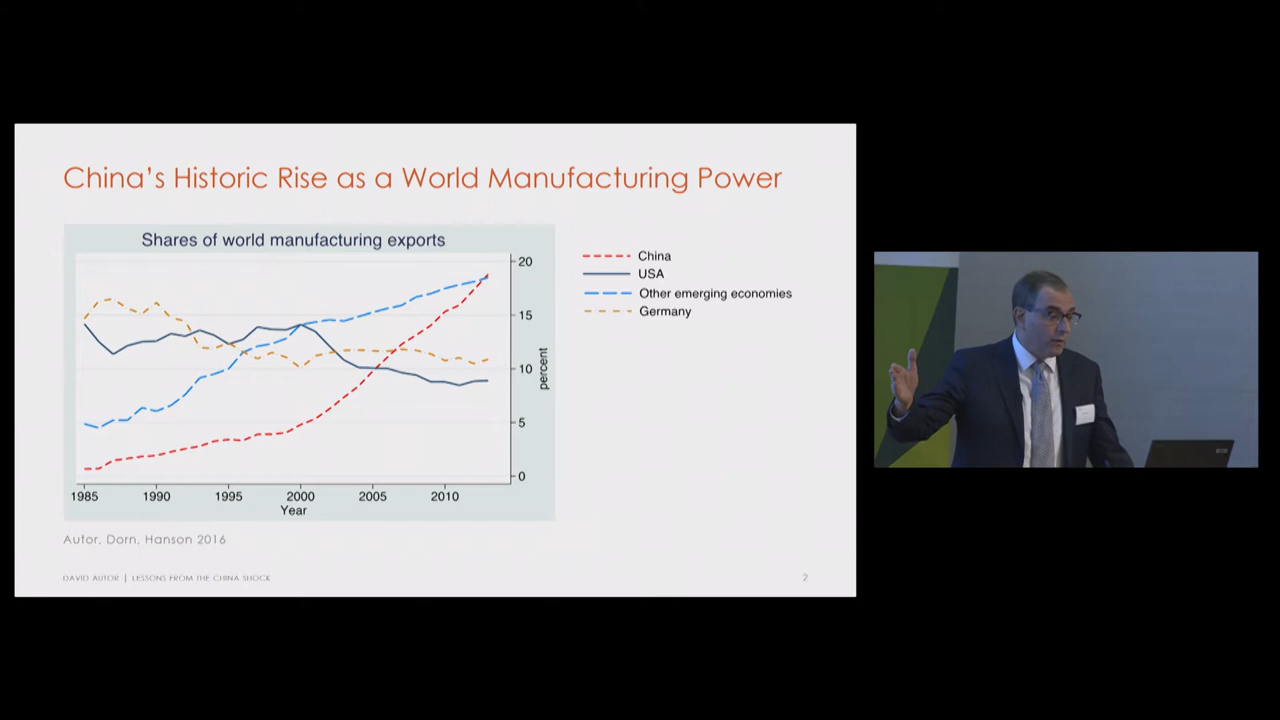 China's Historic Rise as a World Manufacturing Power
Shares of world manufacturing exports
20
15
10
5
0
percent
1985 1990 1995 2000 2005 2010
Year
China
USA
Other emerging economies
Germany
Autor, Dorn, Hanson 2016
DAVID AUTOR | LESSONS FROM THE CHINA SHOCK
2